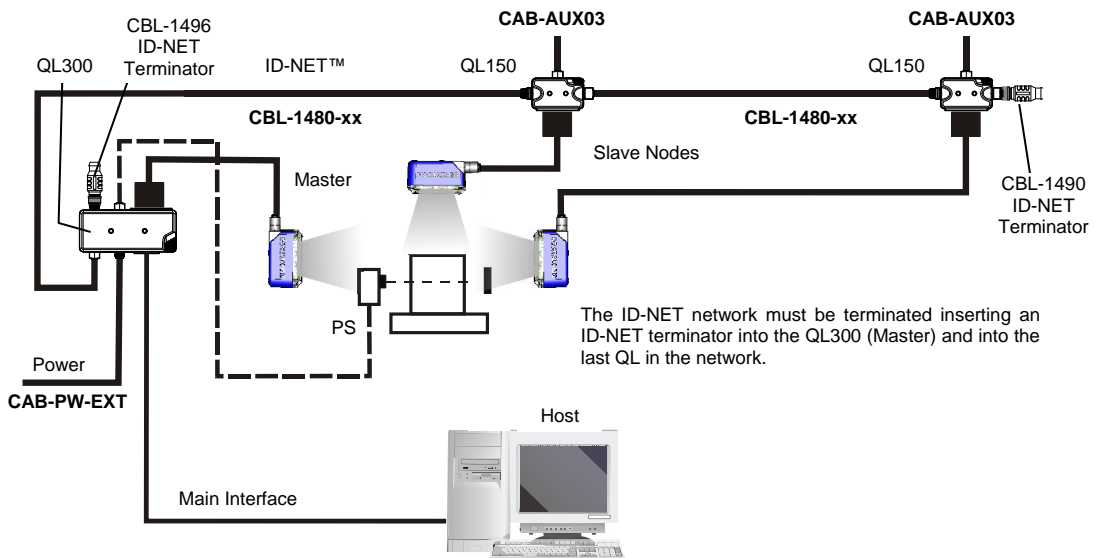 CAB-AUX03
CAB-AUX03
CBL-1496
ID-NET
Terminator
QL300
ID-NET™
QL150
QL150
CBL-1480-xx
CBL-1480-xx
Slave Nodes
Master
CBL-1490
ID-NET
Terminator
PS
The ID-NET network must be terminated inserting an
ID-NET terminator into the QL300 (Master) and into the
last QL in the network.
Power
CAB-PW-EXT
Host
Main Interface